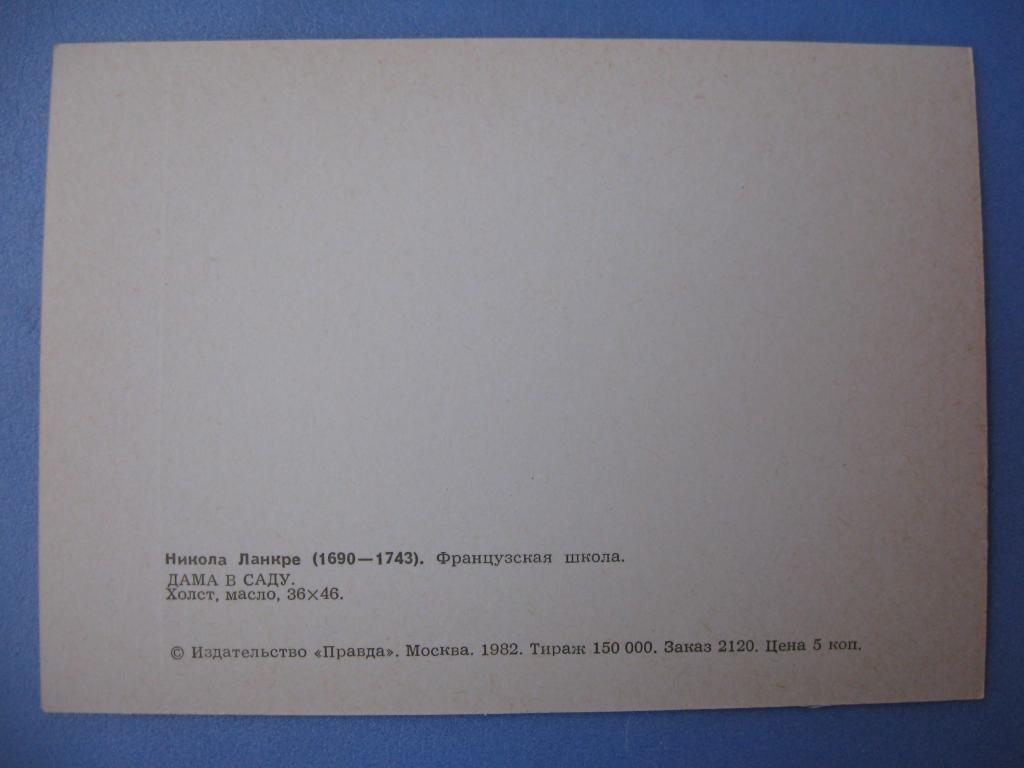 Никола Ланкре (1690—1743). Французская школа.
ДАМА В САДУ.
Холст, масло, 36×46.
© Издательство «Правда». Москва. 1982. Тираж 150 000. Заказ 2120. Цена 5 коп.